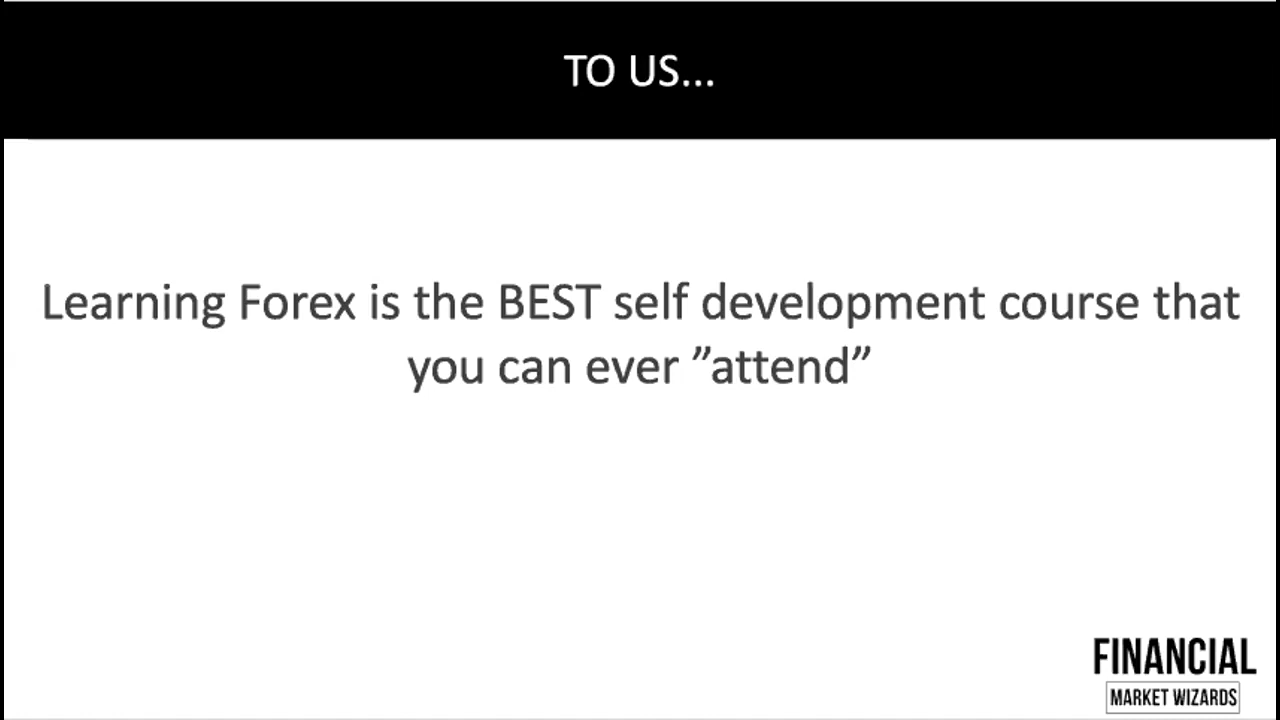 TO US...
Learning Forex is the BEST self development course that
you can ever ”attend”
FINANCIAL
MARKET WIZARDS